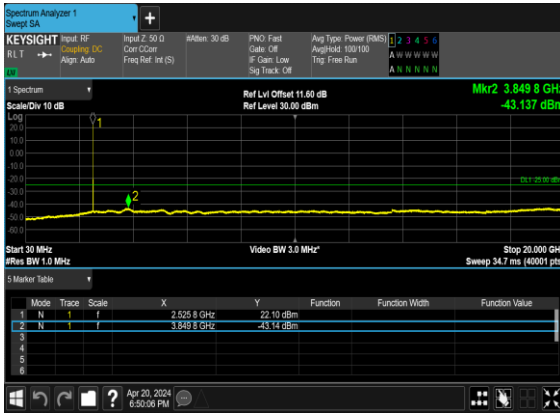 Spectrum Analyzer 1
Swept SA
KEYSIGHT Input: RF Input Z: 50 Ω #Atten: 30 dB PNO: Fast Avg Type: Power (RMS) 1 2 3 4 5 6
R L T Coupling: DC Corr CCorr Gate: Off Avg|Hold: 100/100 A W W W W W
Align: Auto Freq Ref: Int (S) IF Gain: Low Trig: Free Run
Sig Track: Off A N N N N N
1 Spectrum Ref Lvl Offset 11.60 dB Mkr2 3.849 8 GHz
Scale/Div 10 dB Ref Level 30.00 dBm -43.137 dBm
Log
20.0
10.0
0.00
-10.0
-20.0
DL1 -25.00 dBm
-30.0
-40.0
-50.0
-60.0
1
2
Start 30 MHz Video BW 3.0 MHz* Stop 20.000 GHz
#Res BW 1.0 MHz Sweep 34.7 ms (40001 pts)
5 Marker Table
Mode Trace Scale X Y Function Function Width Function Value
1 N 1 f 2.525 8 GHz 22.10 dBm
2 N 1 f 3.849 8 GHz -43.14 dBm
3
4
5
6
? Apr 20, 2024
6:50:06 PM